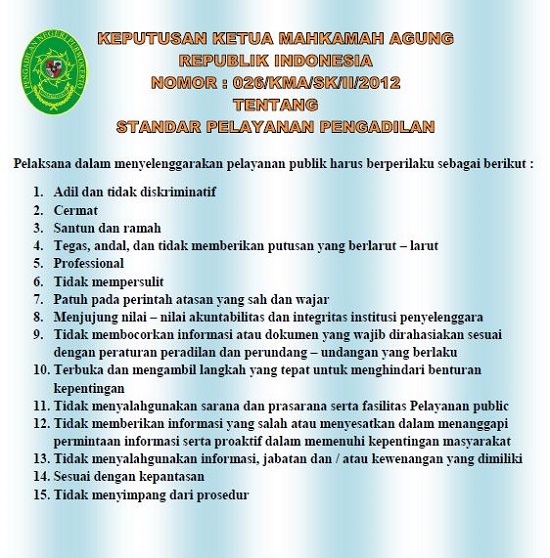 PENGADILAN NEGERI PURWOKERTO
KEPUTUSAN KETUA MAHKAMAH AGUNG
REPUBLIK INDONESIA
NOMOR : 026/KMA/SK/II/2012
TENTANG
STANDAR PELAYANAN PENGADILAN
Pelaksana dalam menyelenggarakan pelayanan publik harus berperilaku sebagai berikut :
1. Adil dan tidak diskriminatif
2. Cermat
3. Santun dan ramah
4. Tegas, andal, dan tidak memberikan putusan yang berlarut – larut
5. Professional
6. Tidak mempersulit
7. Patuh pada perintah atasan yang sah dan wajar
8. Menjujung nilai – nilai akuntabilitas dan integritas institusi penyelenggara
9. Tidak membocorkan informasi atau dokumen yang wajib dirahasiakan sesuai
dengan peraturan peradilan dan perundang – undangan yang berlaku
10. Terbuka dan mengambil langkah yang tepat untuk menghindari benturan
kepentingan
11. Tidak menyalahgunakan sarana dan prasarana serta fasilitas Pelayanan public
12. Tidak memberikan informasi yang salah atau menyesatkan dalam menanggapi
permintaan informasi serta proaktif dalam memenuhi kepentingan masyarakat
13. Tidak menyalahgunakan informasi, jabatan dan / atau kewenangan yang dimiliki
14. Sesuai dengan kepantasan
15. Tidak menyimpang dari prosedur